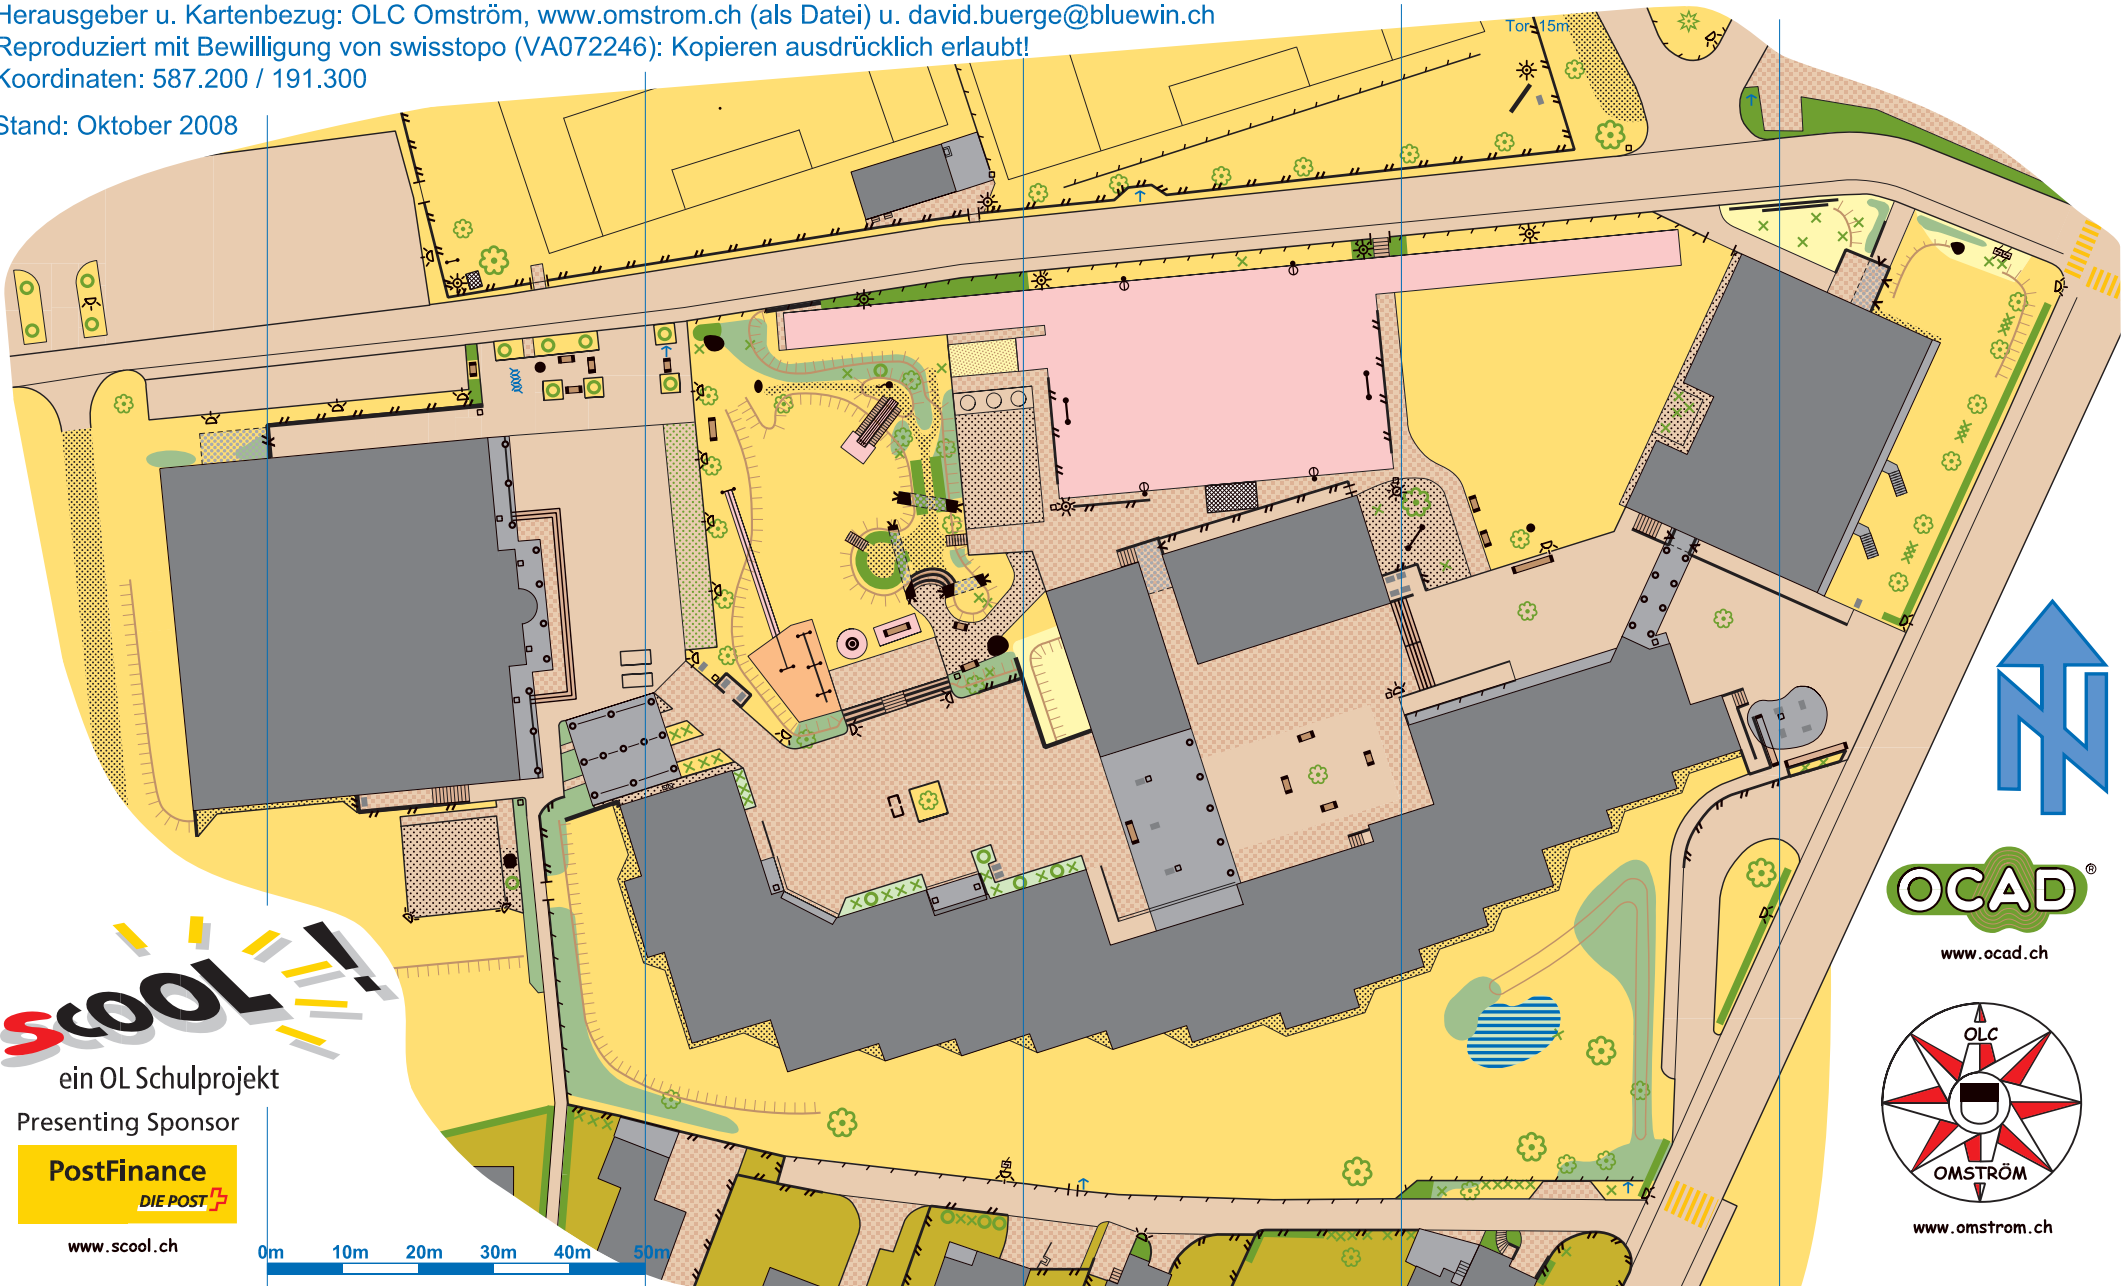 Herausgeber u. Kartenbezug: OLC Omström, www.omstrom.ch (als Datei) u. david.buerge@bluewin.ch
Reproduziert mit Bewilligung von swisstopo (VA072246): Kopieren ausdrücklich erlaubt!
Koordinaten: 587.200 / 191.300
Stand: Oktober 2008
Tor 15m
N
OCAD®
www.ocad.ch
OLC
OMSTRÖM
www.omstrom.ch
sCOOL!
ein OL Schulprojekt
Presenting Sponsor
PostFinance
DIE POST
www.scool.ch
0m 10m 20m 30m 40m 50m